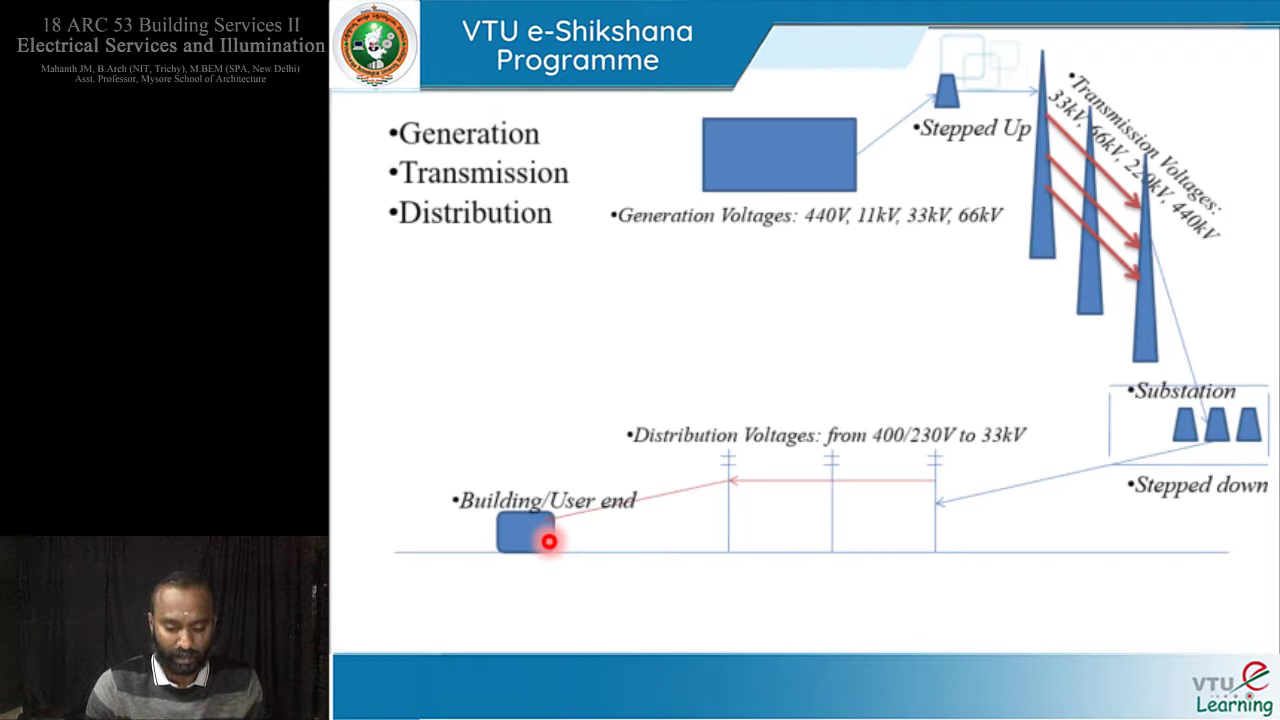 18 ARC 53 Building Services II
Electrical Services and Illumination
Mahanth JM, B.Arch (NIT, Trichy), M.BEM (SPA, New Delhi)
Asst. Professor, Mysore School of Architecture
VTU e-Shikshana
Programme
•Generation
•Transmission
•Distribution
•Stepped Up
•Transmission Voltages:
33kV, 66kV, 220kV, 440kV
•Generation Voltages: 440V, 11kV, 33kV, 66kV
•Substation
•Distribution Voltages: from 400/230V to 33kV
•Stepped down
•Building/User end
VTU e
Learning